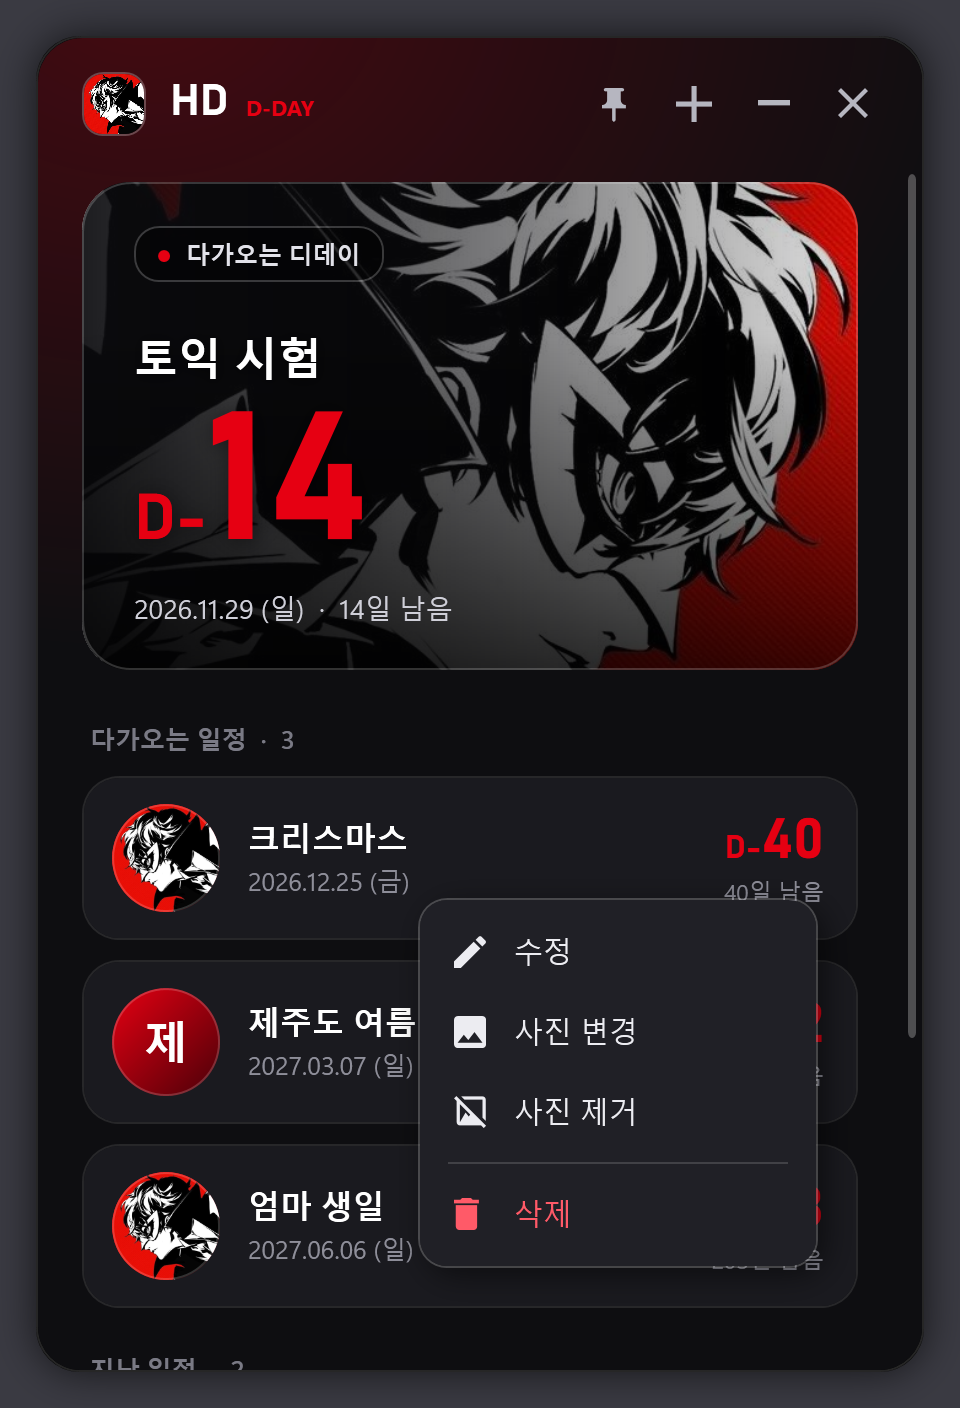 HD D-DAY
다가오는 디데이
토익 시험
D-14
2026.11.29 (일) · 14일 남음
다가오는 일정 · 3
크리스마스
2026.12.25 (금)
D-40
40일 남음
제
제주도 여름
2027.03.07 (일)
엄마 생일
2027.06.06 (일)
수정
사진 변경
사진 제거
삭제